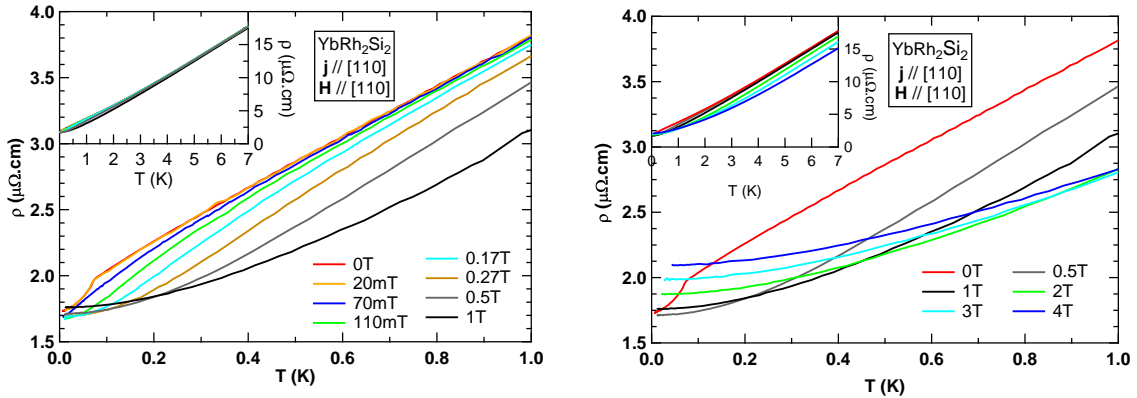 4.0
3.5
3.0
2.5
2.0
1.5
ρ (μΩ.cm)
0.0 0.2 0.4 0.6 0.8 1.0
T (K)
15
10
5
0
ρ (μΩ.cm)
1 2 3 4 5 6 7
T (K)
YbRh2Si2
j // [110]
H // [110]
0T
20mT
70mT
110mT
0.17T
0.27T
0.5T
1T
4.0
3.5
3.0
2.5
2.0
1.5
ρ (μΩ.cm)
0.0 0.2 0.4 0.6 0.8 1.0
T (K)
15
10
5
0
ρ (μΩ.cm)
0 1 2 3 4 5 6 7
T (K)
YbRh2Si2
j // [110]
H // [110]
0T
1T
3T
0.5T
2T
4T